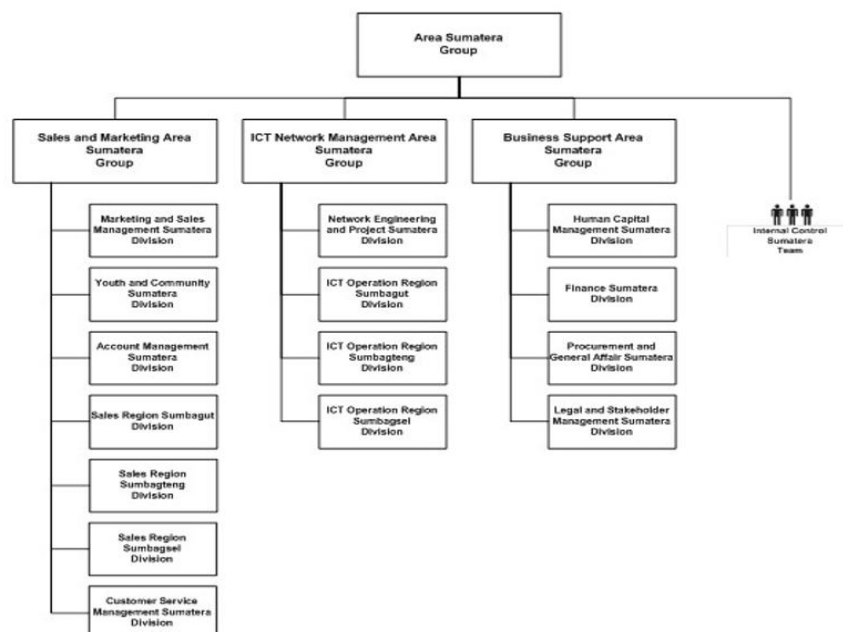 Area Sumatera
Group
Sales and Marketing Area
Sumatera
Group
ICT Network Management Area
Sumatera
Group
Business Support Area
Sumatera
Group
Internal Control
Sumatera
Team
Marketing and Sales
Management Sumatera
Division
Youth and Community
Sumatera
Division
Account Management
Sumatera
Division
Sales Region Sumbagut
Division
Sales Region
Sumbagteng
Division
Sales Region
Sumbagsel
Division
Customer Service
Management Sumatera
Division
Network Engineering
and Project Sumatera
Division
ICT Operation Region
Sumbagut
Division
ICT Operation Region
Sumbagteng
Division
ICT Operation Region
Sumbagsel
Division
Human Capital
Management Sumatera
Division
Finance Sumatera
Division
Procurement and
General Affair Sumatera
Division
Legal and Stakeholder
Management Sumatera
Division